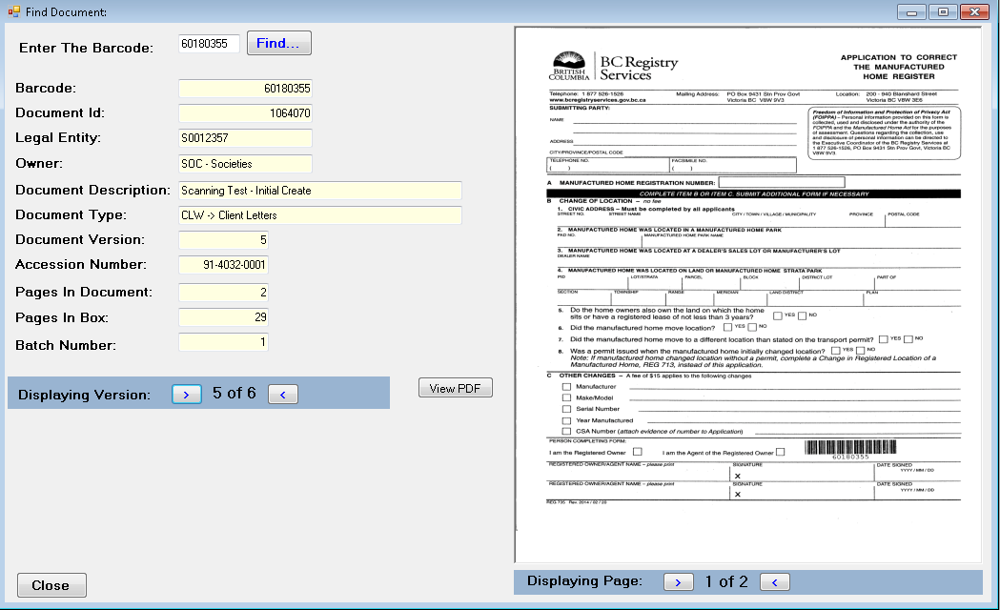 Find Document:
Enter The Barcode: 60180355 Find...
Barcode: 60180355
Document Id: 1064070
Legal Entity: S0012357
Owner: SOC - Societies
Document Description: Scanning Test - Initial Create
Document Type: CLW -> Client Letters
Document Version: 5
Accession Number: 91-4032-0001
Pages In Document: 2
Pages In Box: 29
Batch Number: 1
Displaying Version: > 5 of 6 <
View PDF
Close
BRITISH COLUMBIA
BC Registry Services
APPLICATION TO CORRECT
THE MANUFACTURED
HOME REGISTER
Telephone: 1 877 526-1526
www.bcregistryservices.gov.bc.ca
Mailing Address: PO Box 9431 Stn Prov Govt
Victoria BC V8W 9V3
Location: 200 - 940 Blanshard Street
Victoria BC V8W 3E6
SUBMITTING PARTY:
NAME
ADDRESS
CITY/PROVINCE/POSTAL CODE
TELEPHONE NO.
( )
FACSIMILE NO.
( )
Freedom of Information and Protection of Privacy Act
(FOIPPA) – Personal information provided on this form is
collected, used and disclosed under the authority of the
FOIPPA and the Manufactured Home Act for the purposes
of assessment. Questions regarding the collection, use
and disclosure of personal information can be directed to
the Executive Coordinator of the BC Registry Services at
1 877 526-1526, PO Box 9431 Stn Prov Govt, Victoria BC
V8W 9V3.
A MANUFACTURED HOME REGISTRATION NUMBER:
COMPLETE ITEM B OR ITEM C. SUBMIT ADDITIONAL FORM IF NECESSARY
B CHANGE OF LOCATION – no fee
1. CIVIC ADDRESS – Must be completed by all applicants
STREET NO. STREET NAME CITY / TOWN / VILLAGE / MUNICIPALITY PROVINCE POSTAL CODE
2. MANUFACTURED HOME WAS LOCATED IN A MANUFACTURED HOME PARK
PAD NO. MANUFACTURED HOME PARK NAME
3. MANUFACTURED HOME WAS LOCATED AT A DEALER'S SALES LOT OR MANUFACTURER'S LOT
DEALER NAME
4. MANUFACTURED HOME WAS LOCATED ON LAND OR MANUFACTURED HOME STRATA PARK
PID LOT/STRATA PARCEL BLOCK DISTRICT LOT PART OF
SECTION TOWNSHIP RANGE MERIDIAN LAND DISTRICT PLAN
5. Do the home owners also own the land on which the home
sits or have a registered lease of not less than 3 years? YES NO
6. Did the manufactured home move location? YES NO
7. Did the manufactured home move to a different location than stated on the transport permit? YES NO
8. Was a permit issued when the manufactured home initially changed location? YES NO
Note: If manufactured home changed location without a permit, complete a Change in Registered Location of a
Manufactured Home, REG 713, instead of this application.
C OTHER CHANGES – A fee of $15 applies to the following changes
Manufacturer
Make/Model
Serial Number
Year Manufactured
CSA Number (attach evidence of number to Application)
PERSON COMPLETING FORM:
I am the Registered Owner I am the Agent of the Registered Owner
60180355
REGISTERED OWNER/AGENT NAME – please print SIGNATURE DATE SIGNED
X YYYY / MM / DD
REGISTERED OWNER/AGENT NAME – please print SIGNATURE DATE SIGNED
X YYYY / MM / DD
REG 735 Rev. 2014 / 02 / 20
Displaying Page: > 1 of 2 <